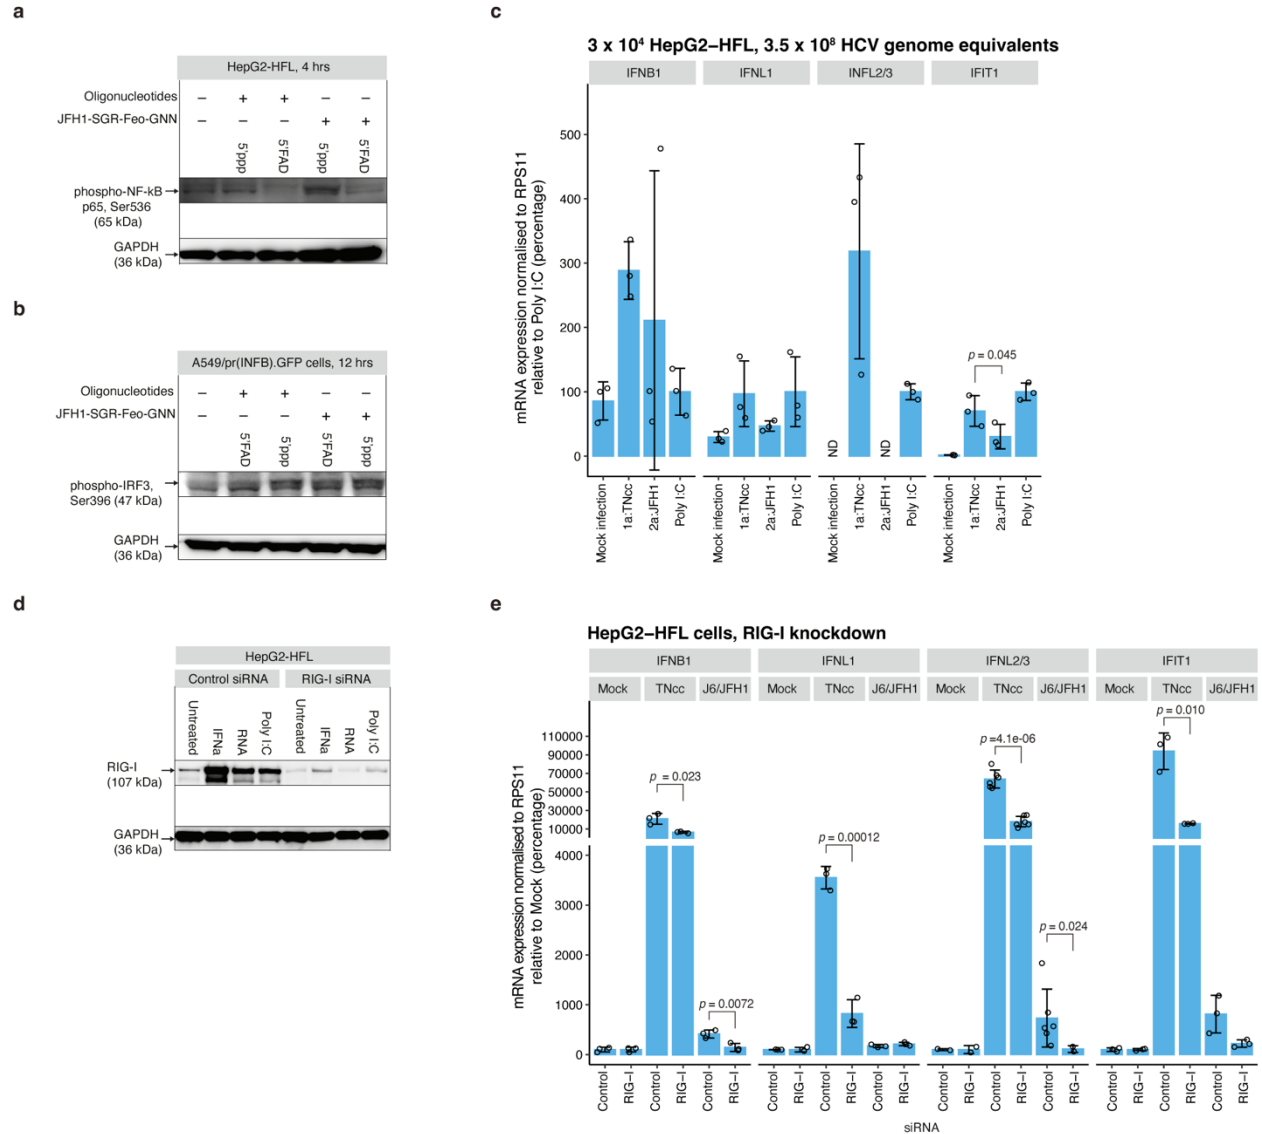 a
HepG2-HFL, 4 hrs
Oligonucleotides – + + – –
JFH1-SGR-Feo-GNN – – – + +
5'ppp 5'FAD 5'ppp 5'FAD
phospho-NF-kB
p65, Ser536
(65 kDa)
GAPDH
(36 kDa)
b
A549/pr(INFB).GFP cells, 12 hrs
Oligonucleotides – + + – –
JFH1-SGR-Feo-GNN – – – + +
5'FAD 5'ppp 5'FAD 5'ppp
phospho-IRF3,
Ser396 (47 kDa)
GAPDH
(36 kDa)
c
3 x 10⁴ HepG2–HFL, 3.5 x 10⁸ HCV genome equivalents
IFNB1 IFNL1 INFL2/3 IFIT1
mRNA expression normalised to RPS11
relative to Poly I:C (percentage)
500
400
300
200
100
0
p = 0.045
ND ND
Mock infection 1a:TNcc 2a:JFH1 Poly I:C Mock infection 1a:TNcc 2a:JFH1 Poly I:C Mock infection 1a:TNcc 2a:JFH1 Poly I:C Mock infection 1a:TNcc 2a:JFH1 Poly I:C
d
HepG2-HFL
Control siRNA RIG-I siRNA
Untreated IFNa RNA Poly I:C Untreated IFNa RNA Poly I:C
RIG-I
(107 kDa)
GAPDH
(36 kDa)
e
HepG2–HFL cells, RIG-I knockdown
IFNB1 IFNL1 IFNL2/3 IFIT1
Mock TNcc J6/JFH1 Mock TNcc J6/JFH1 Mock TNcc J6/JFH1 Mock TNcc J6/JFH1
mRNA expression normalised to RPS11
relative to Mock (percentage)
110000
90000
70000
50000
30000
10000
4000
3000
2000
1000
0
p = 0.023
p = 0.0072
p = 0.00012
p =4.1e-06
p = 0.024
p = 0.010
Control RIG–I Control RIG–I Control RIG–I Control RIG–I Control RIG–I Control RIG–I Control RIG–I Control RIG–I Control RIG–I Control RIG–I Control RIG–I Control RIG–I
siRNA